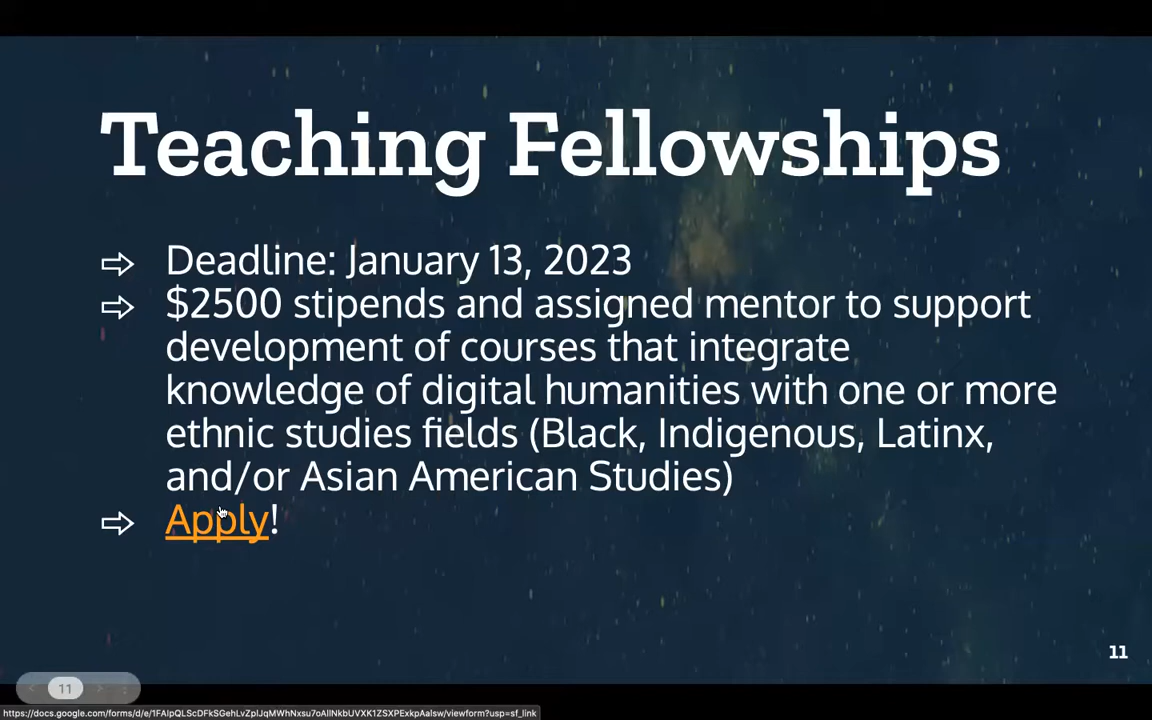 Teaching Fellowships
⇨ Deadline: January 13, 2023
⇨ $2500 stipends and assigned mentor to support
development of courses that integrate
knowledge of digital humanities with one or more
ethnic studies fields (Black, Indigenous, Latinx,
and/or Asian American Studies)
⇨ Apply!
11
11